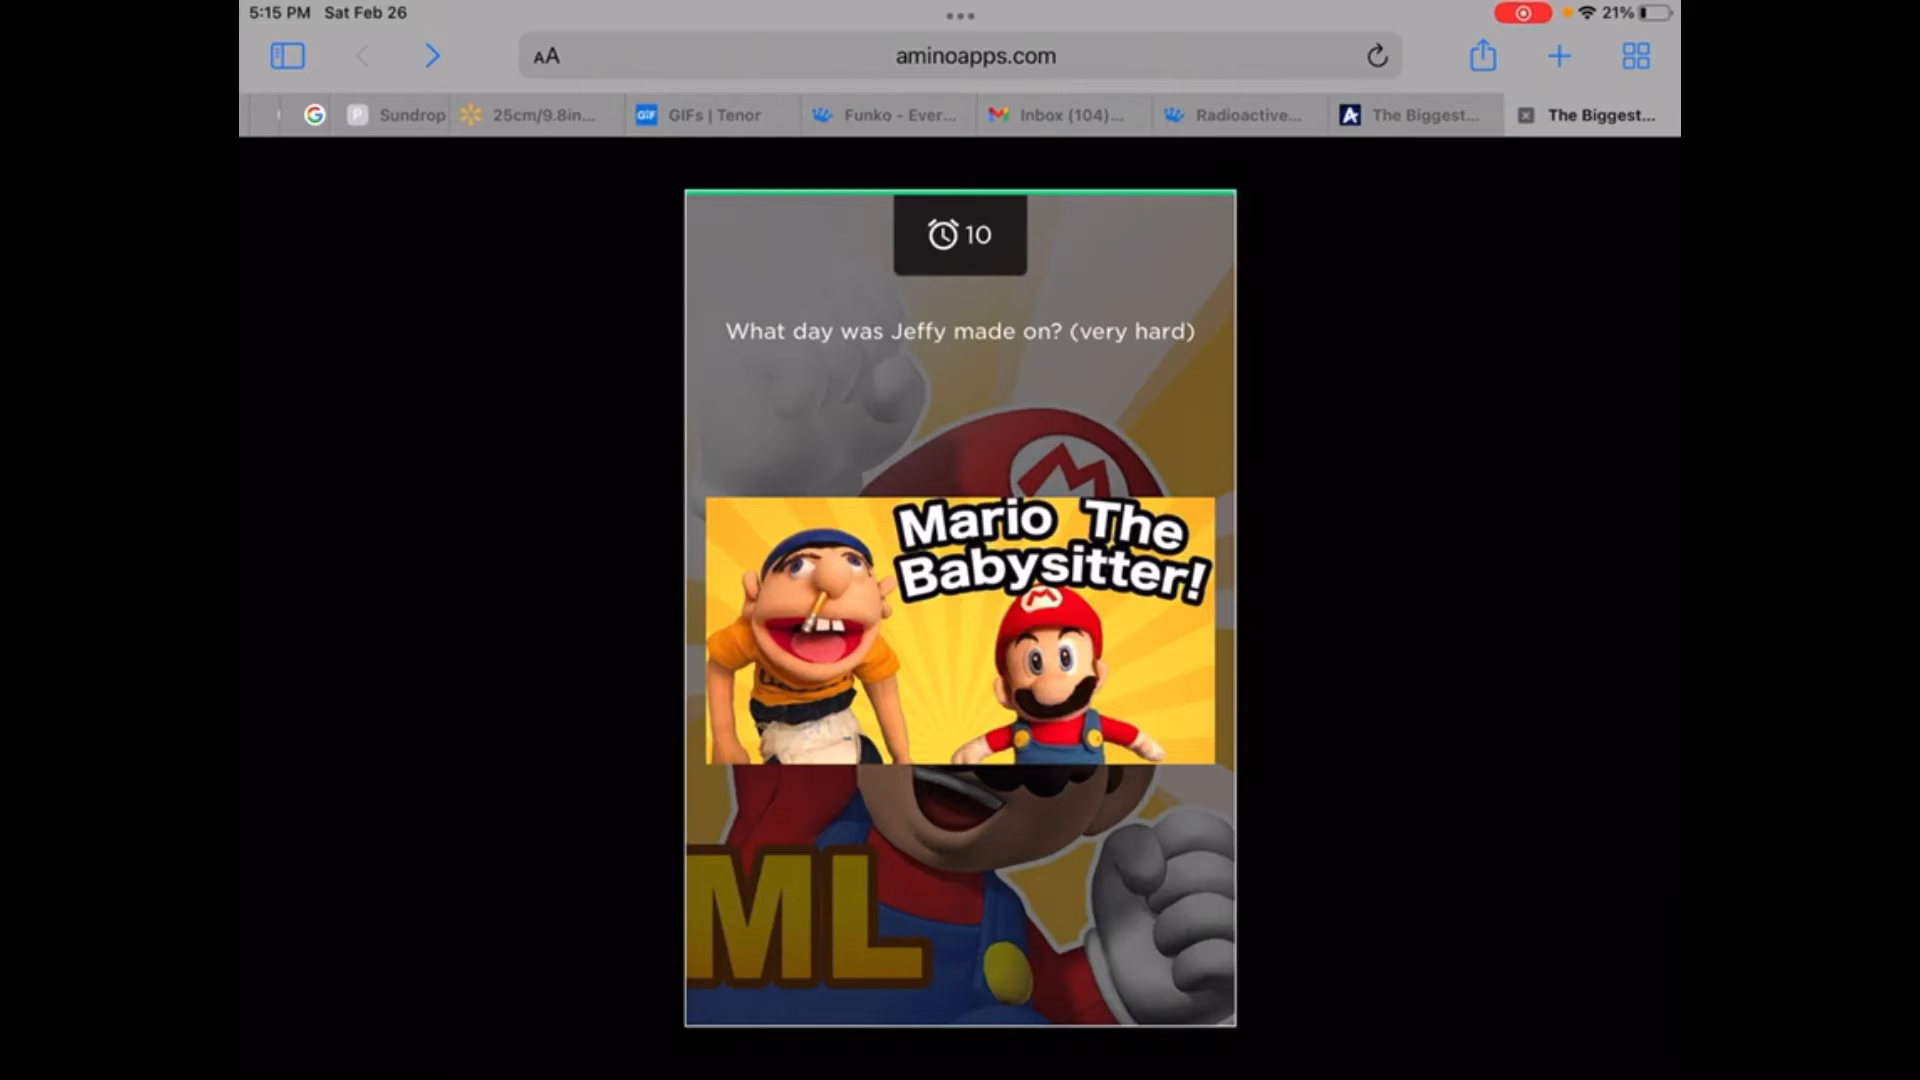 5:15 PM Sat Feb 26
21%
AA
aminoapps.com
G
P Sundrop
25cm/9.8in...
GIF GIFs | Tenor
Funko - Ever...
Inbox (104)...
Radioactive...
A The Biggest...
The Biggest...
10
What day was Jeffy made on? (very hard)
M
Mario The
Babysitter!
M
ML